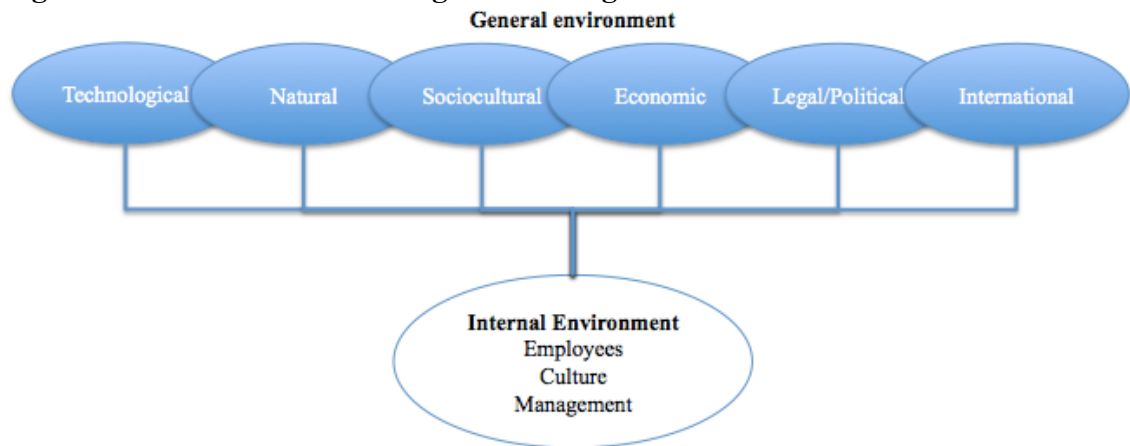 General environment
Technological Natural Sociocultural Economic Legal/Political International
Internal Environment
Employees
Culture
Management